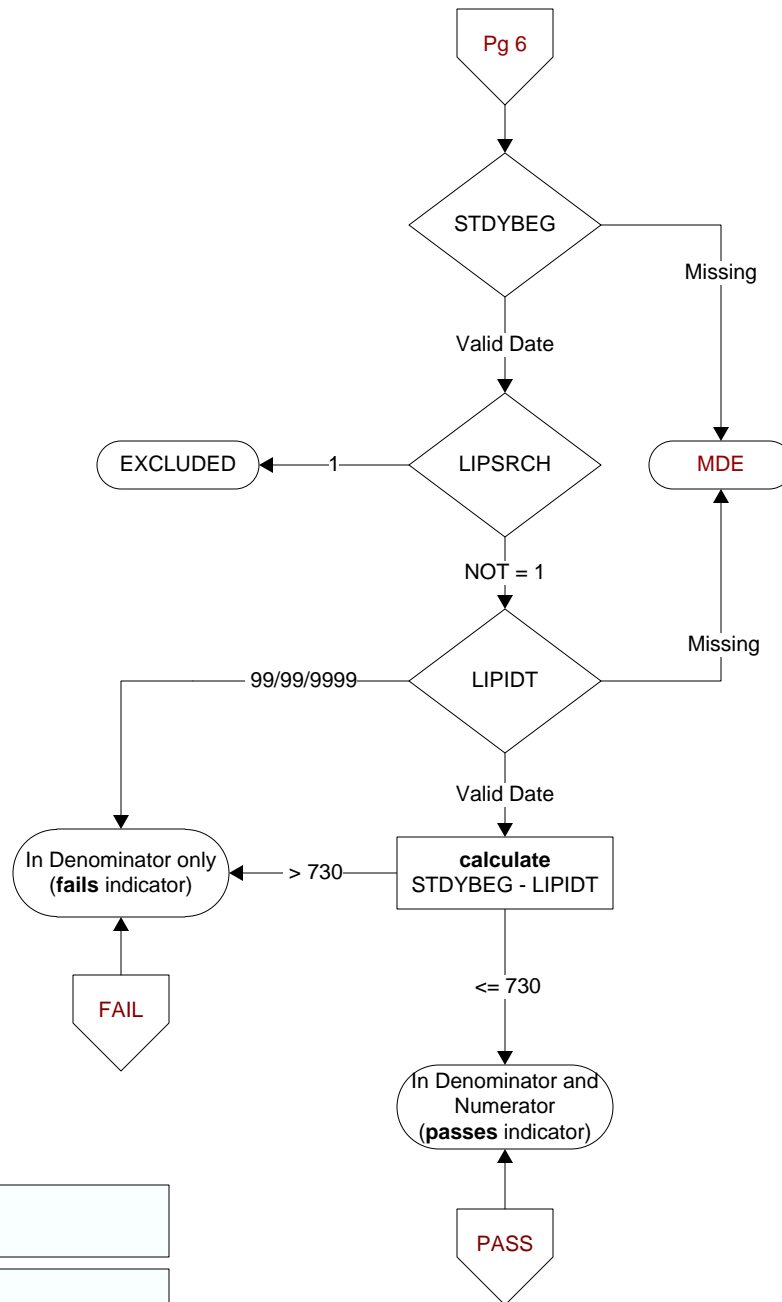 Pg 6
STDYBEG
Missing
Valid Date
EXCLUDED
1
LIPSRCH
MDE
NOT = 1
Missing
99/99/9999
LIPIDT
Valid Date
In Denominator only
(fails indicator)
> 730
calculate
STDYBEG - LIPIDT
<= 730
FAIL
In Denominator and
Numerator
(passes indicator)
PASS